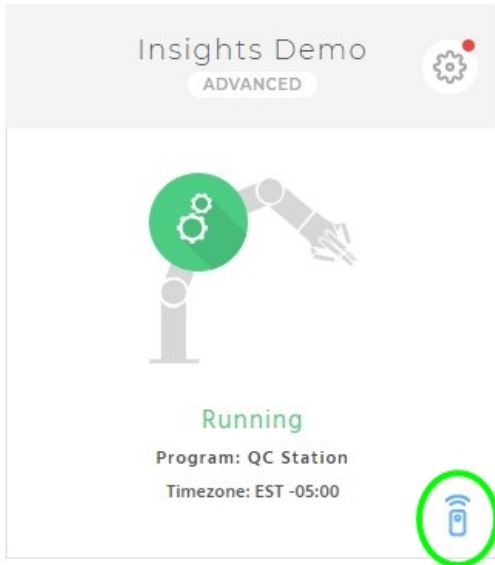 Insights Demo
ADVANCED
Running
Program: QC Station
Timezone: EST -05:00